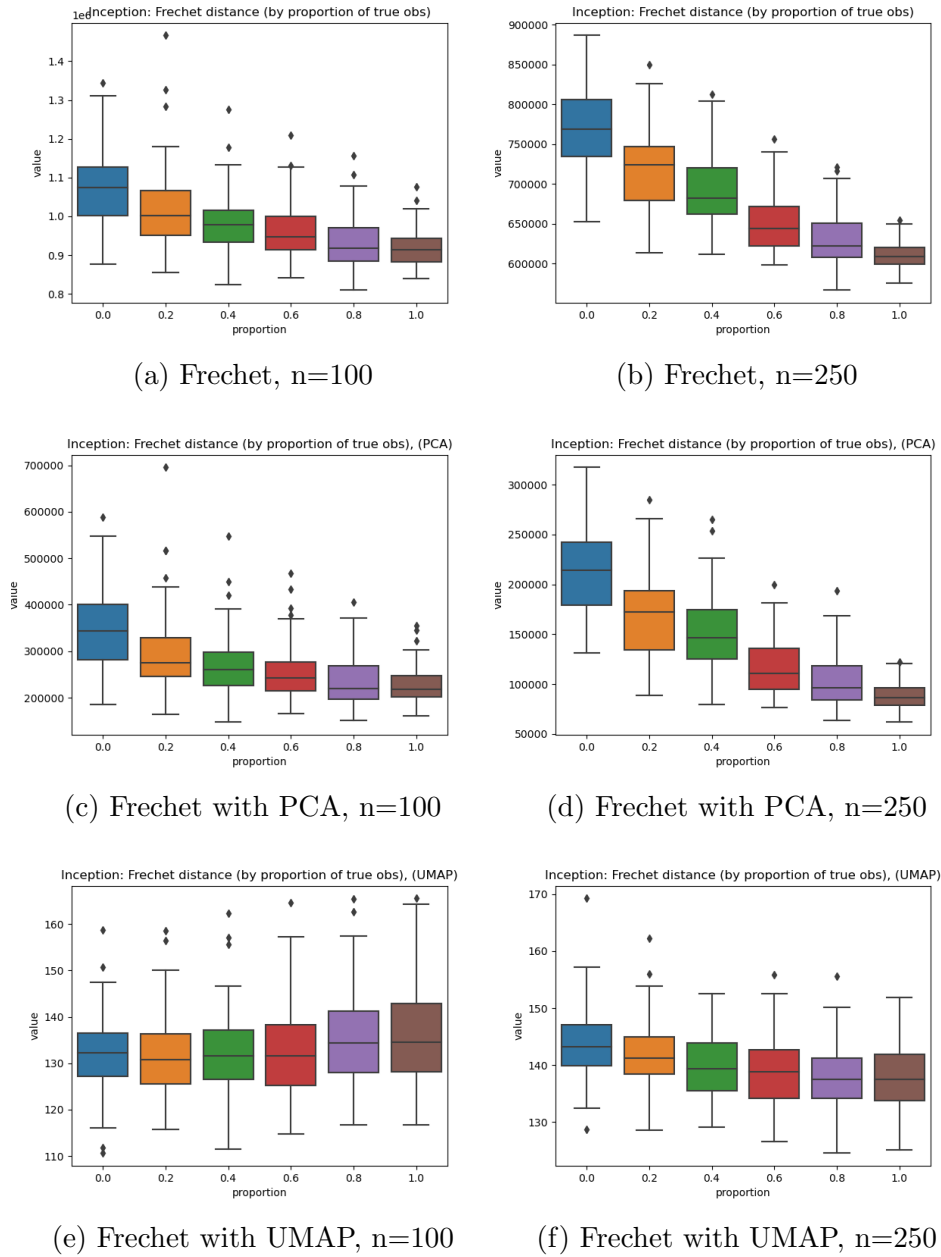 Inception: Frechet distance (by proportion of true obs)
1e6
1.4
1.3
1.2
1.1
1.0
0.9
0.8
value
0.0 0.2 0.4 0.6 0.8 1.0
proportion
(a) Frechet, n=100
Inception: Frechet distance (by proportion of true obs)
900000
850000
800000
750000
700000
650000
600000
value
0.0 0.2 0.4 0.6 0.8 1.0
proportion
(b) Frechet, n=250
Inception: Frechet distance (by proportion of true obs), (PCA)
700000
600000
500000
400000
300000
200000
value
0.0 0.2 0.4 0.6 0.8 1.0
proportion
(c) Frechet with PCA, n=100
Inception: Frechet distance (by proportion of true obs), (PCA)
300000
250000
200000
150000
100000
50000
value
0.0 0.2 0.4 0.6 0.8 1.0
proportion
(d) Frechet with PCA, n=250
Inception: Frechet distance (by proportion of true obs), (UMAP)
160
150
140
130
120
110
value
0.0 0.2 0.4 0.6 0.8 1.0
proportion
(e) Frechet with UMAP, n=100
Inception: Frechet distance (by proportion of true obs), (UMAP)
170
160
150
140
130
value
0.0 0.2 0.4 0.6 0.8 1.0
proportion
(f) Frechet with UMAP, n=250